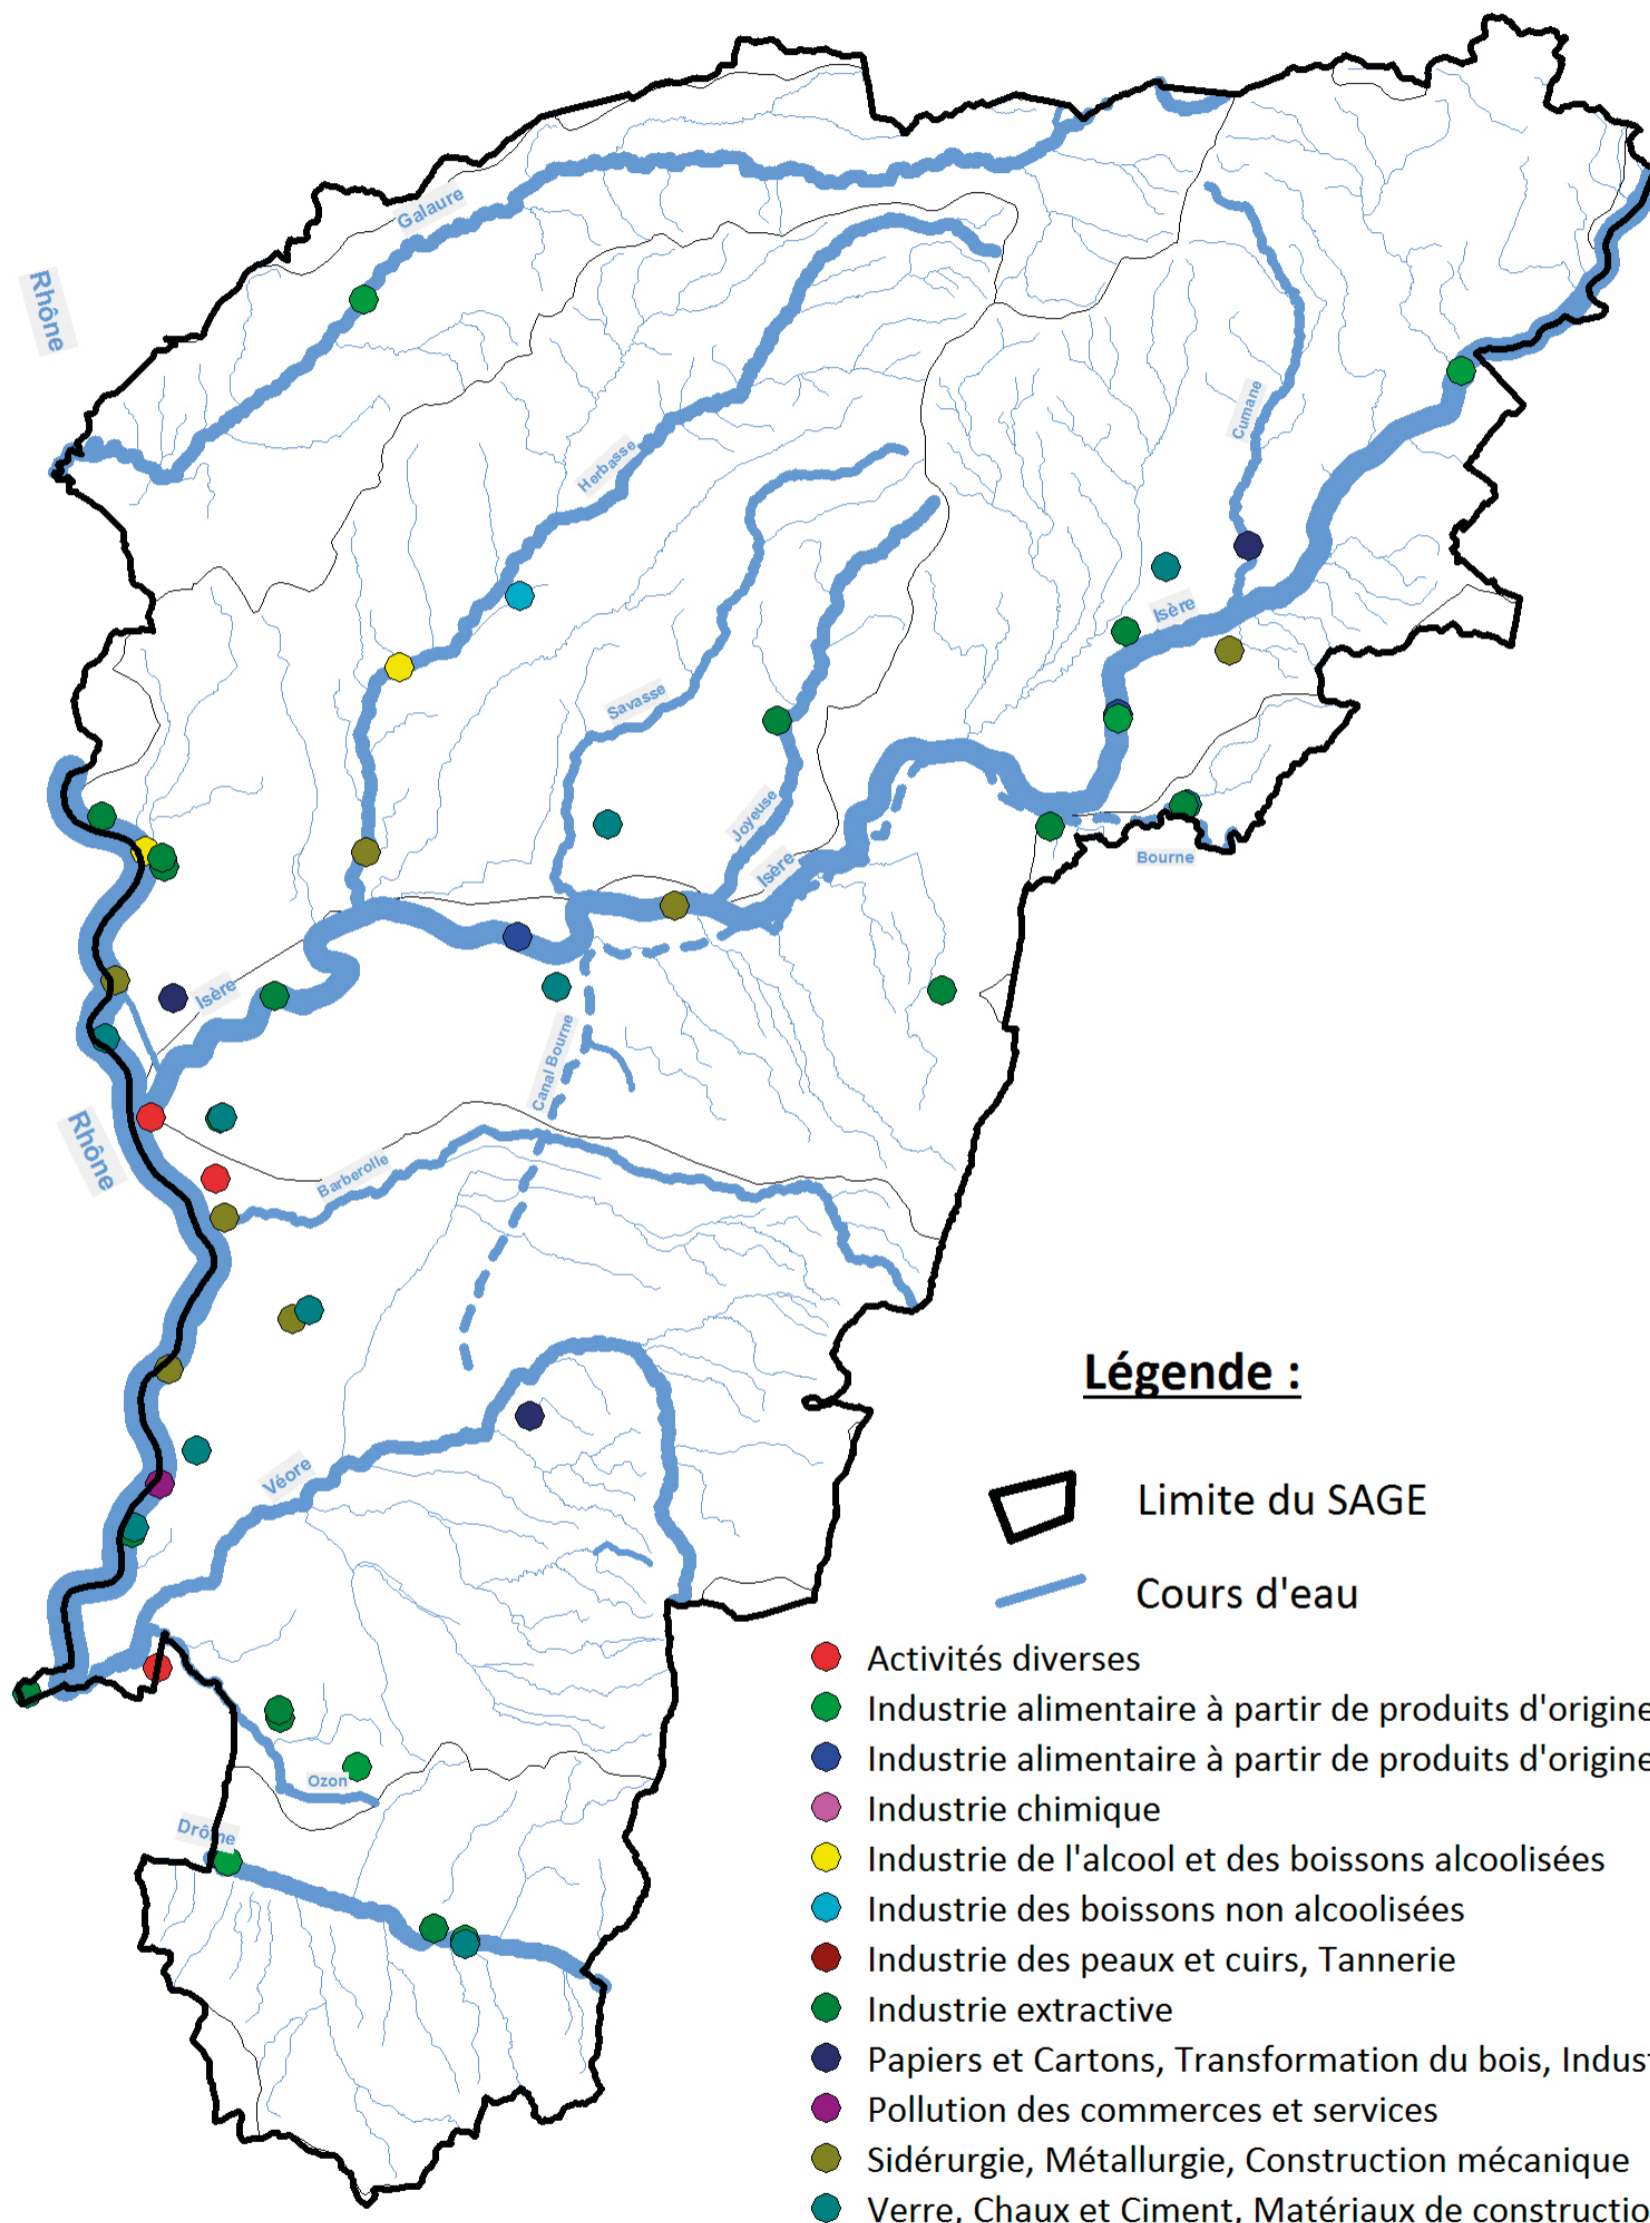 Galaure
Rhône
Cumane
Herbasse
Isère
Savasse
Joyeuse
Isère
Bourne
Isère
Canal Bourne
Rhône
Barberolle
Véore
Ozon
Drôme
Légende :
Limite du SAGE
Cours d'eau
Activités diverses
Industrie alimentaire à partir de produits d'origine
Industrie alimentaire à partir de produits d'origine
Industrie chimique
Industrie de l'alcool et des boissons alcoolisées
Industrie des boissons non alcoolisées
Industrie des peaux et cuirs, Tannerie
Industrie extractive
Papiers et Cartons, Transformation du bois, Indust
Pollution des commerces et services
Sidérurgie, Métallurgie, Construction mécanique
Verre, Chaux et Ciment, Matériaux de constructio